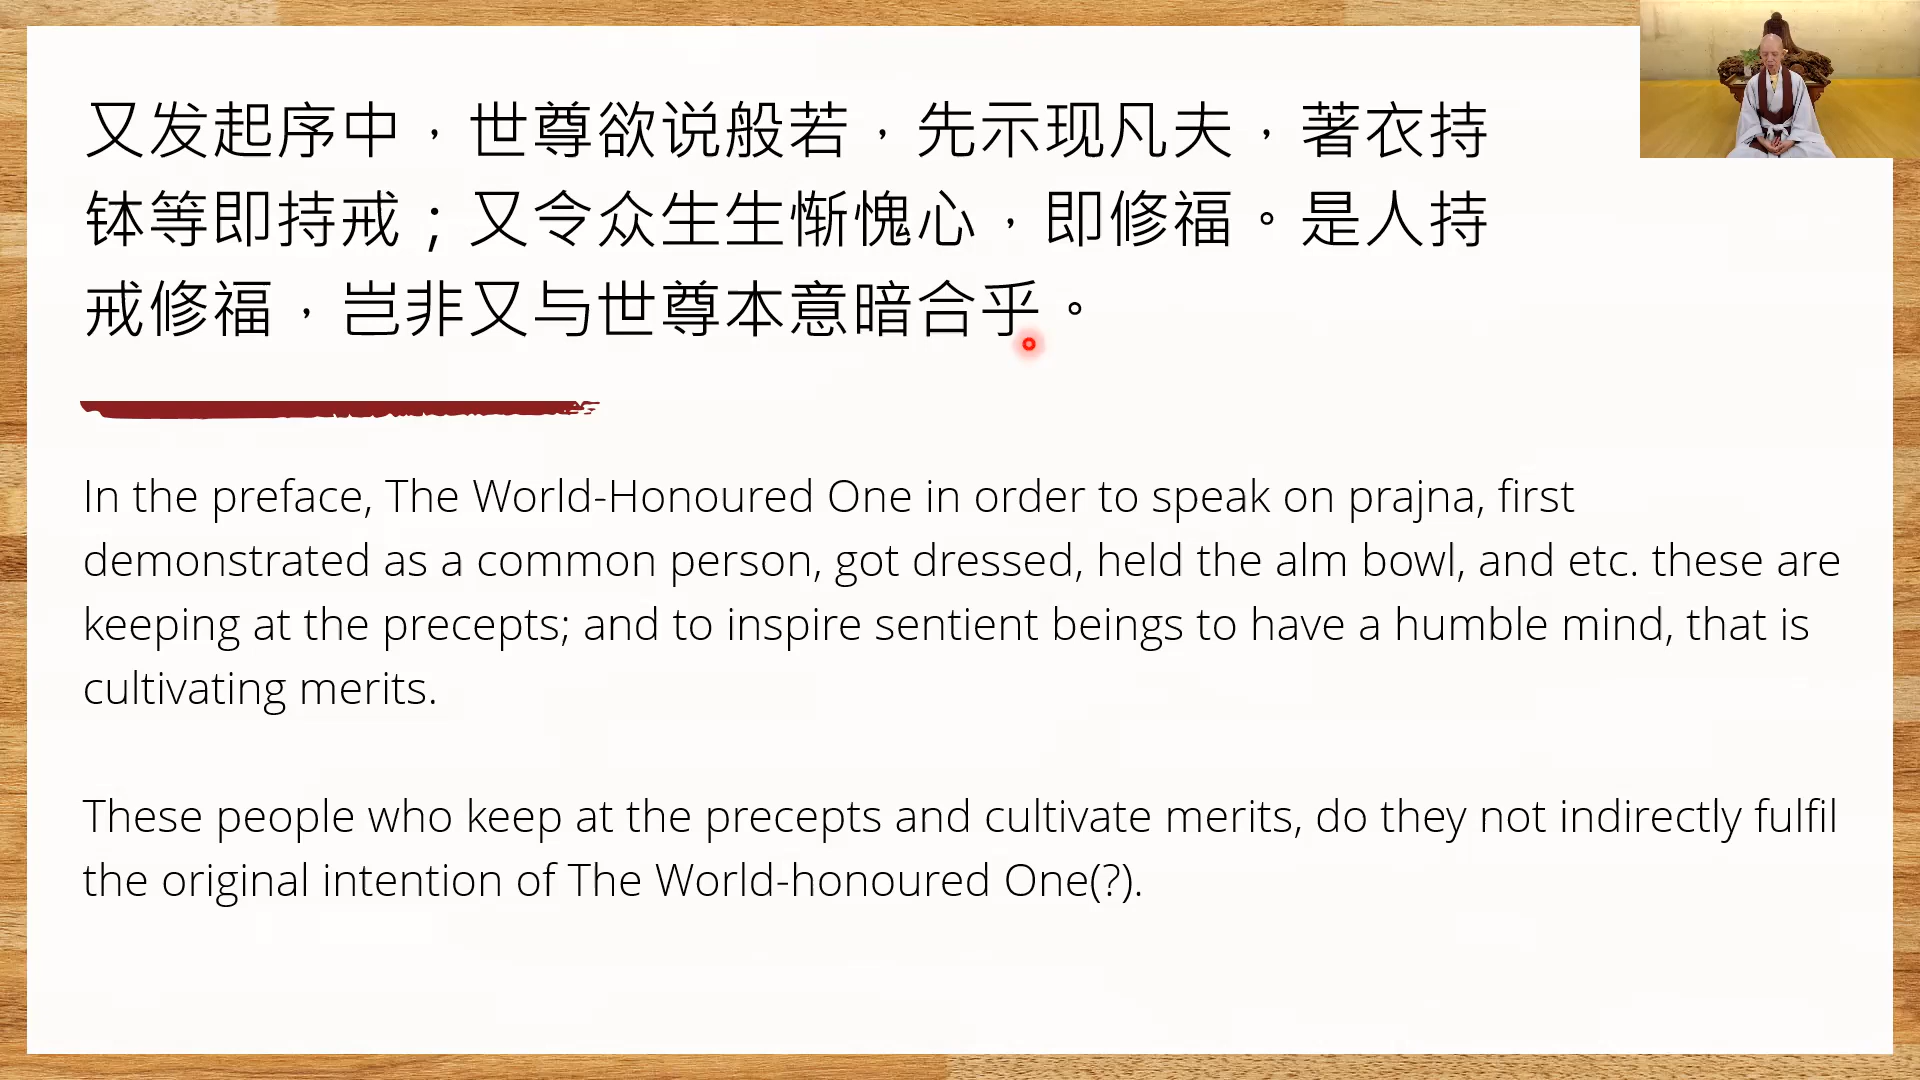 又发起序中，世尊欲说般若，先示现凡夫，著衣持
钵等即持戒；又令众生生惭愧心，即修福。是人持
戒修福，岂非又与世尊本意暗合乎。
In the preface, The World-Honoured One in order to speak on prajna, first
demonstrated as a common person, got dressed, held the alm bowl, and etc. these are
keeping at the precepts; and to inspire sentient beings to have a humble mind, that is
cultivating merits.
These people who keep at the precepts and cultivate merits, do they not indirectly fulfil
the original intention of The World-honoured One(?).